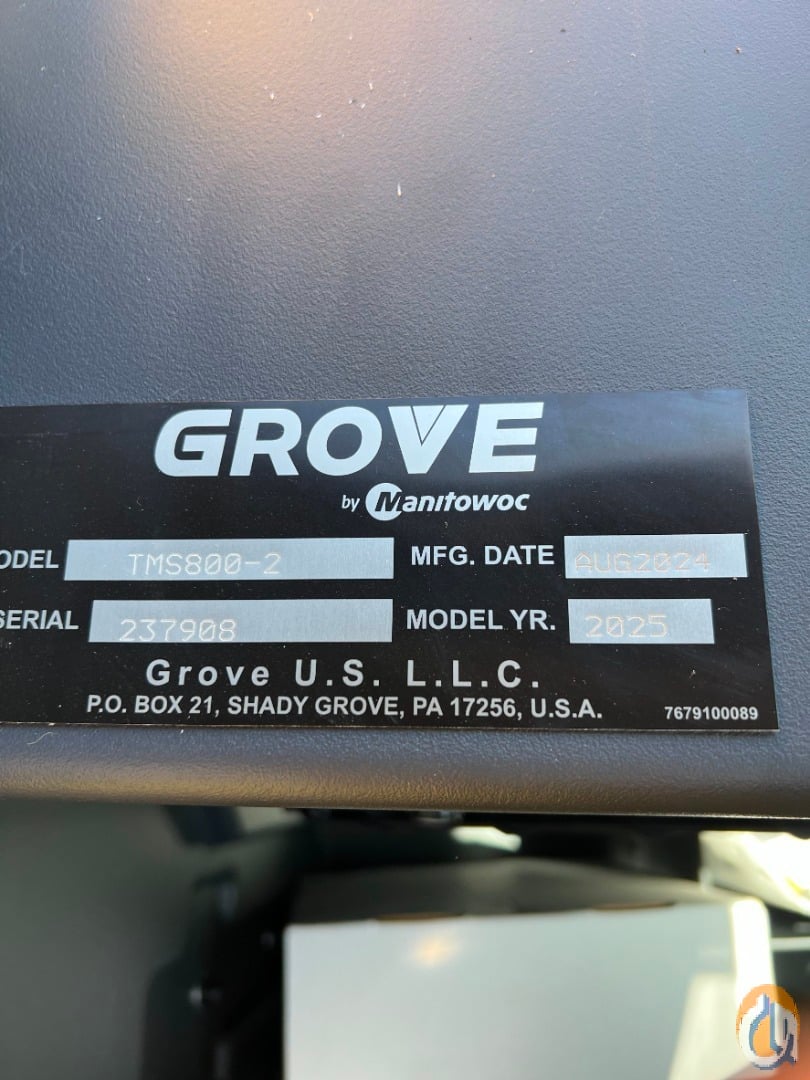 GROVE
by Manitowoc
ODEL TMS800-2 MFG. DATE AUG2024
SERIAL 237908 MODEL YR. 2025
Grove U.S. L.L.C.
P.O. BOX 21, SHADY GROVE, PA 17256, U.S.A. 7679100089